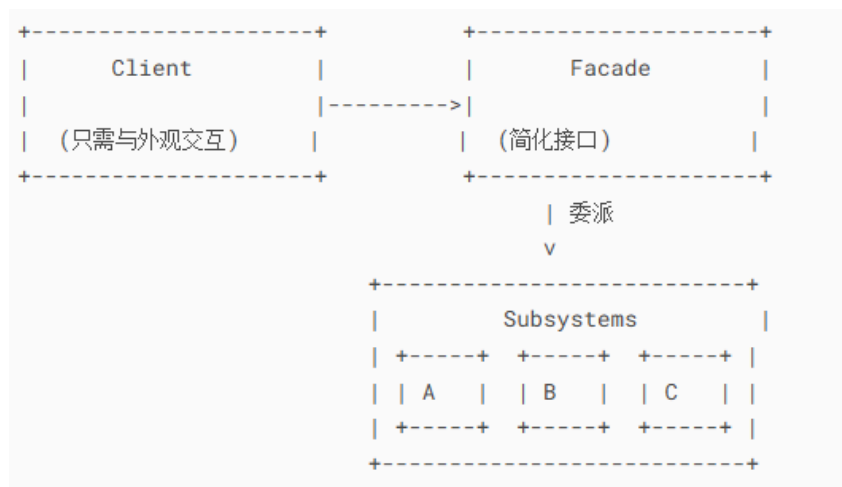 +---------------------+          +---------------------+
|       Client        |          |       Facade        |
|                     |--------->|                     |
| (只需与外观交互)     |          | (简化接口)          |
+---------------------+          +---------------------+
| 委派
v
+----------------------------+
|         Subsystems         |
| +-----+  +-----+  +-----+ |
| | A   |  | B   |  | C   | |
| +-----+  +-----+  +-----+ |
+----------------------------+